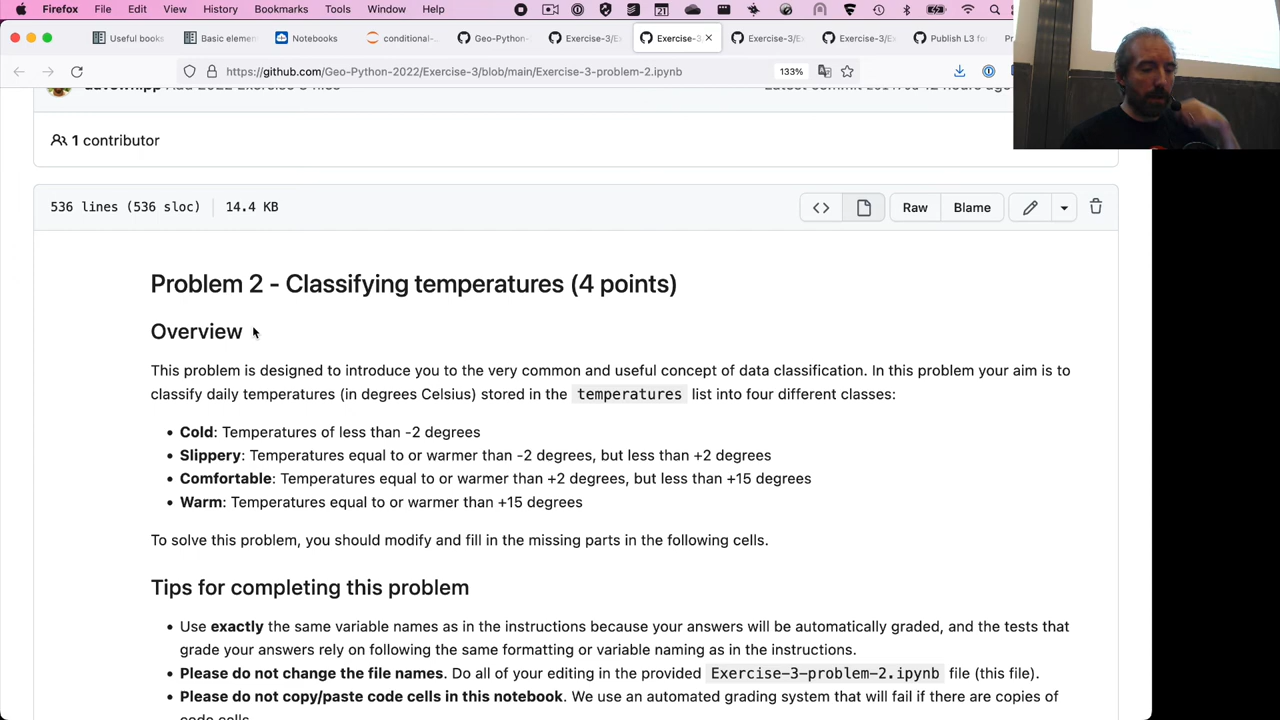 Firefox File Edit View History Bookmarks Tools Window Help
Useful books Basic elemen Notebooks conditional- Geo-Python- Exercise-3/Ex Exercise-3 Exercise-3/Ex Exercise-3/Ex Publish L3 fo
https://github.com/Geo-Python-2022/Exercise-3/blob/main/Exercise-3-problem-2.ipynb 133%
1 contributor
536 lines (536 sloc) 14.4 KB Raw Blame
Problem 2 - Classifying temperatures (4 points)
Overview
This problem is designed to introduce you to the very common and useful concept of data classification. In this problem your aim is to
classify daily temperatures (in degrees Celsius) stored in the temperatures list into four different classes:
• Cold: Temperatures of less than -2 degrees
• Slippery: Temperatures equal to or warmer than -2 degrees, but less than +2 degrees
• Comfortable: Temperatures equal to or warmer than +2 degrees, but less than +15 degrees
• Warm: Temperatures equal to or warmer than +15 degrees
To solve this problem, you should modify and fill in the missing parts in the following cells.
Tips for completing this problem
• Use exactly the same variable names as in the instructions because your answers will be automatically graded, and the tests that
grade your answers rely on following the same formatting or variable naming as in the instructions.
• Please do not change the file names. Do all of your editing in the provided Exercise-3-problem-2.ipynb file (this file).
• Please do not copy/paste code cells in this notebook. We use an automated grading system that will fail if there are copies of
code cells.